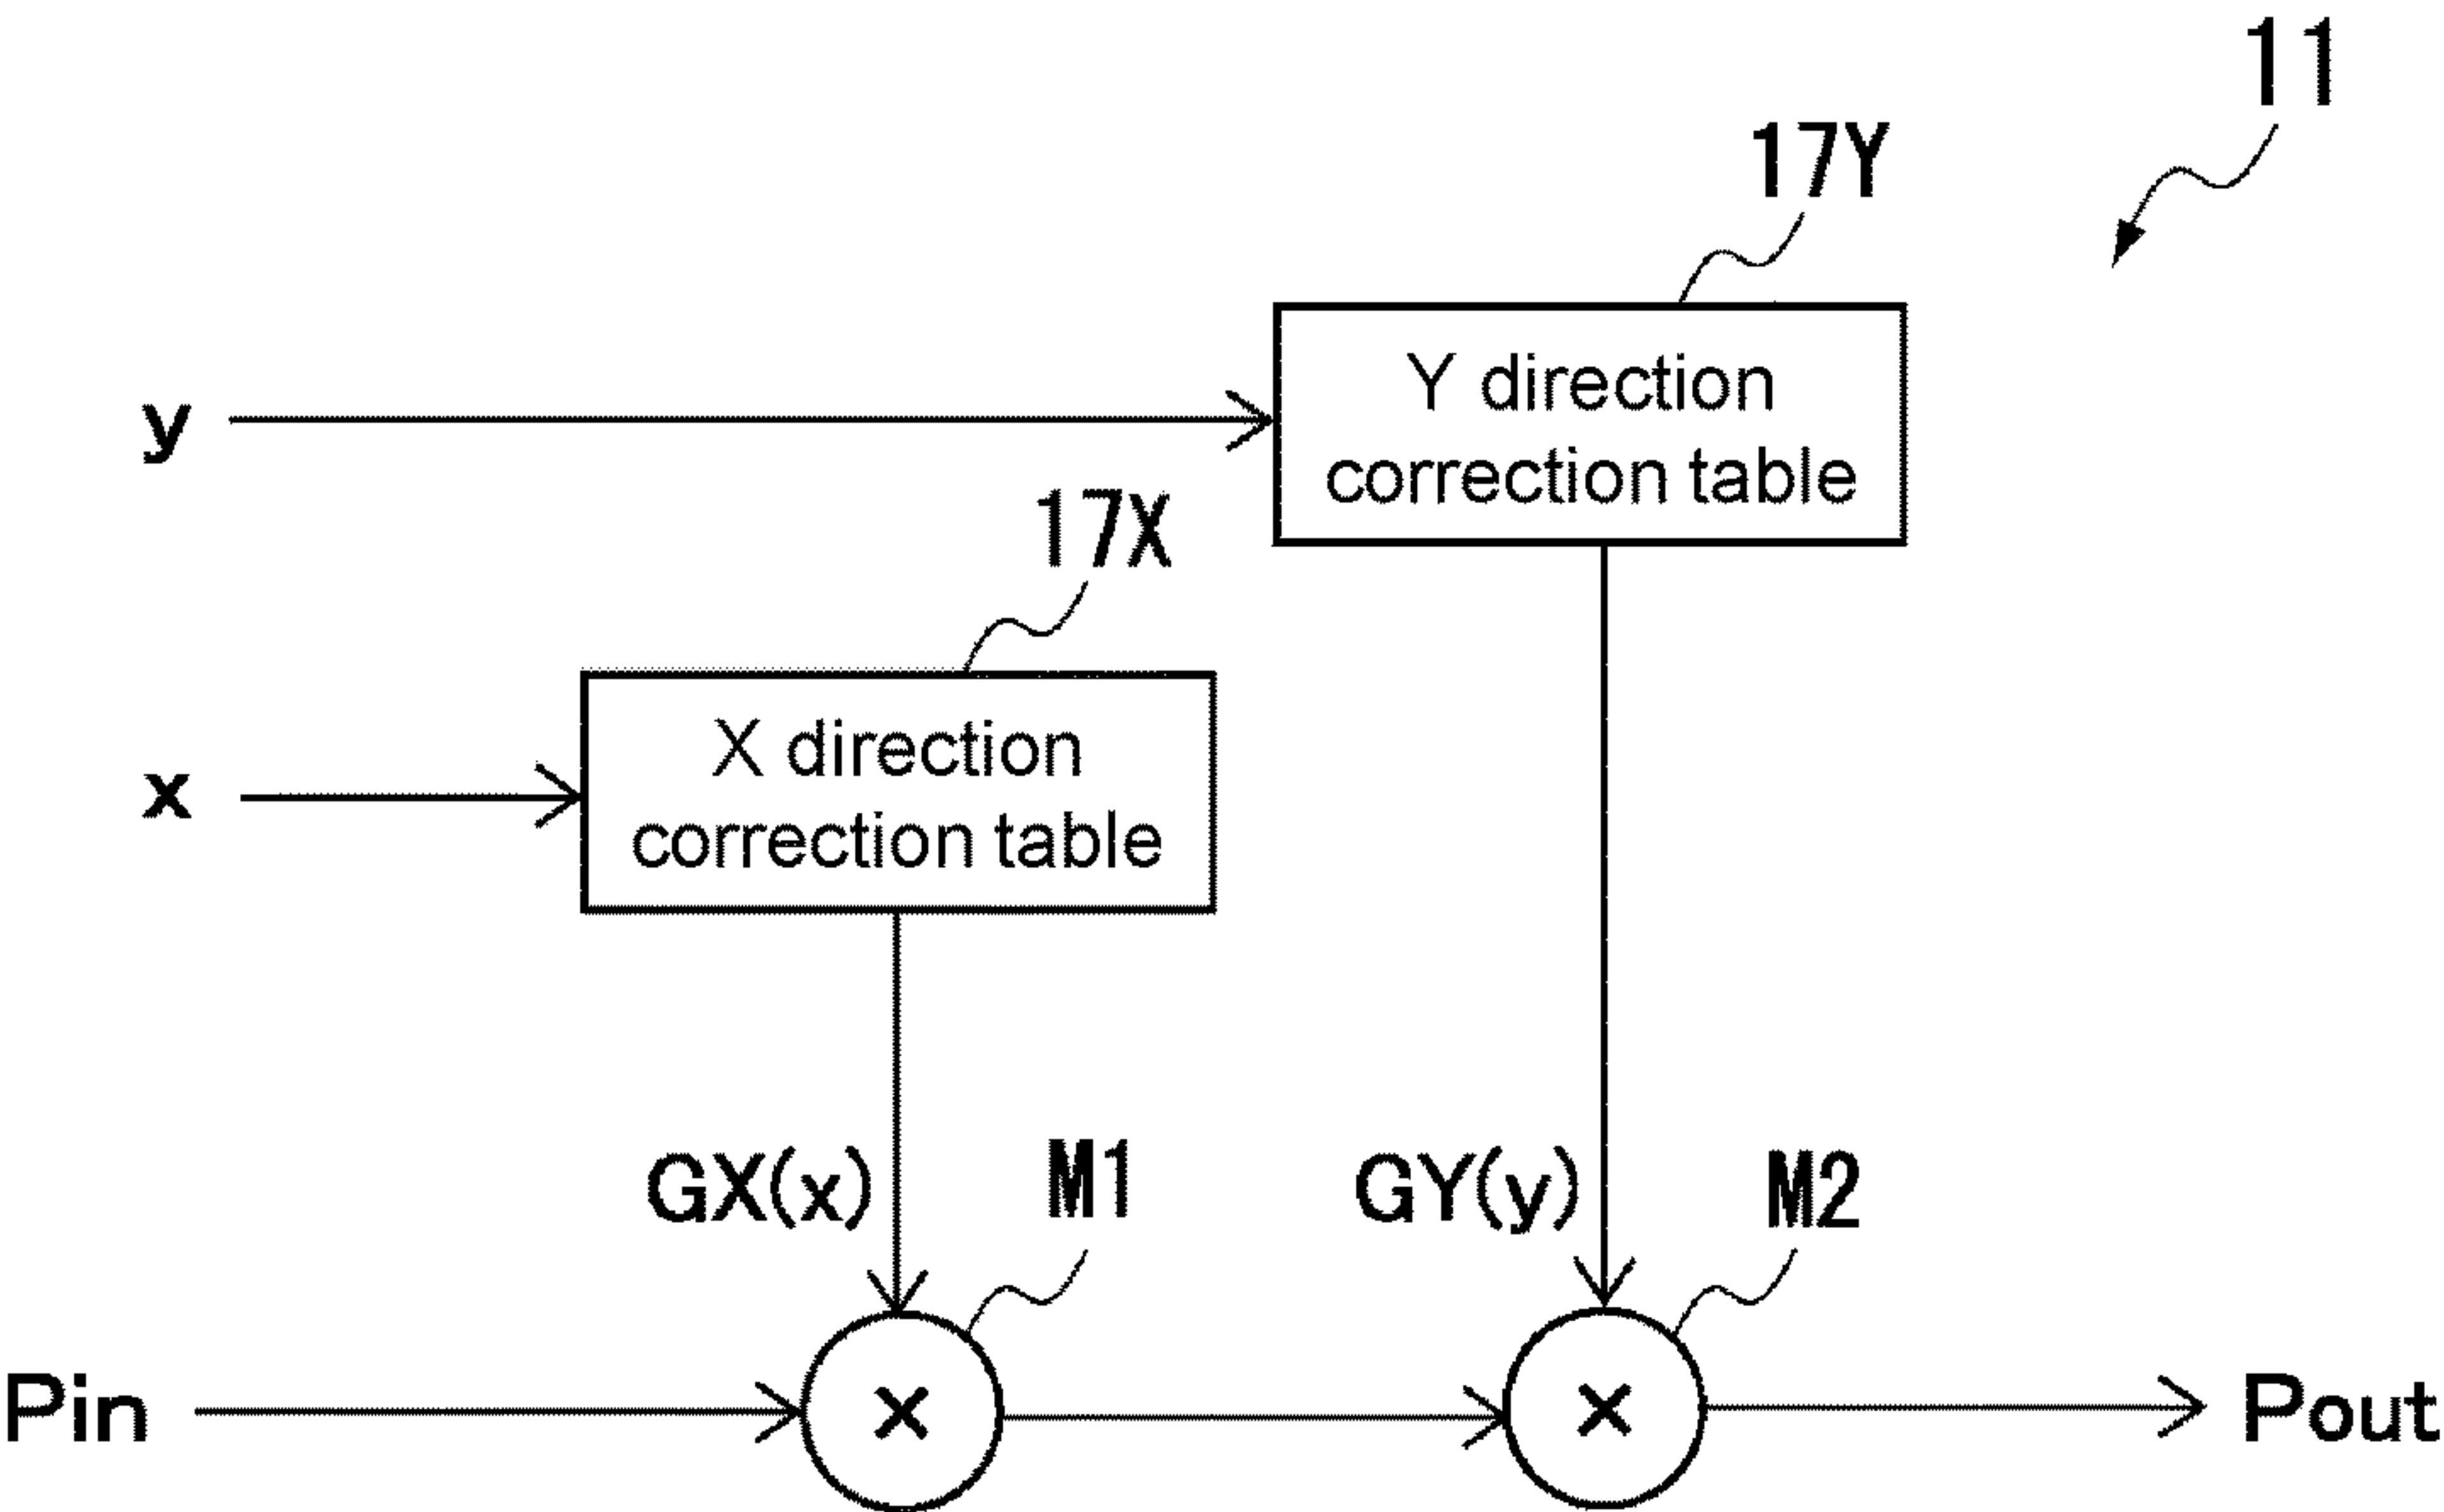 11
17Y
Y direction
correction table
y
17X
X direction
correction table
x
GX(x)
M1
GY(y)
M2
Pin
×
×
Pout